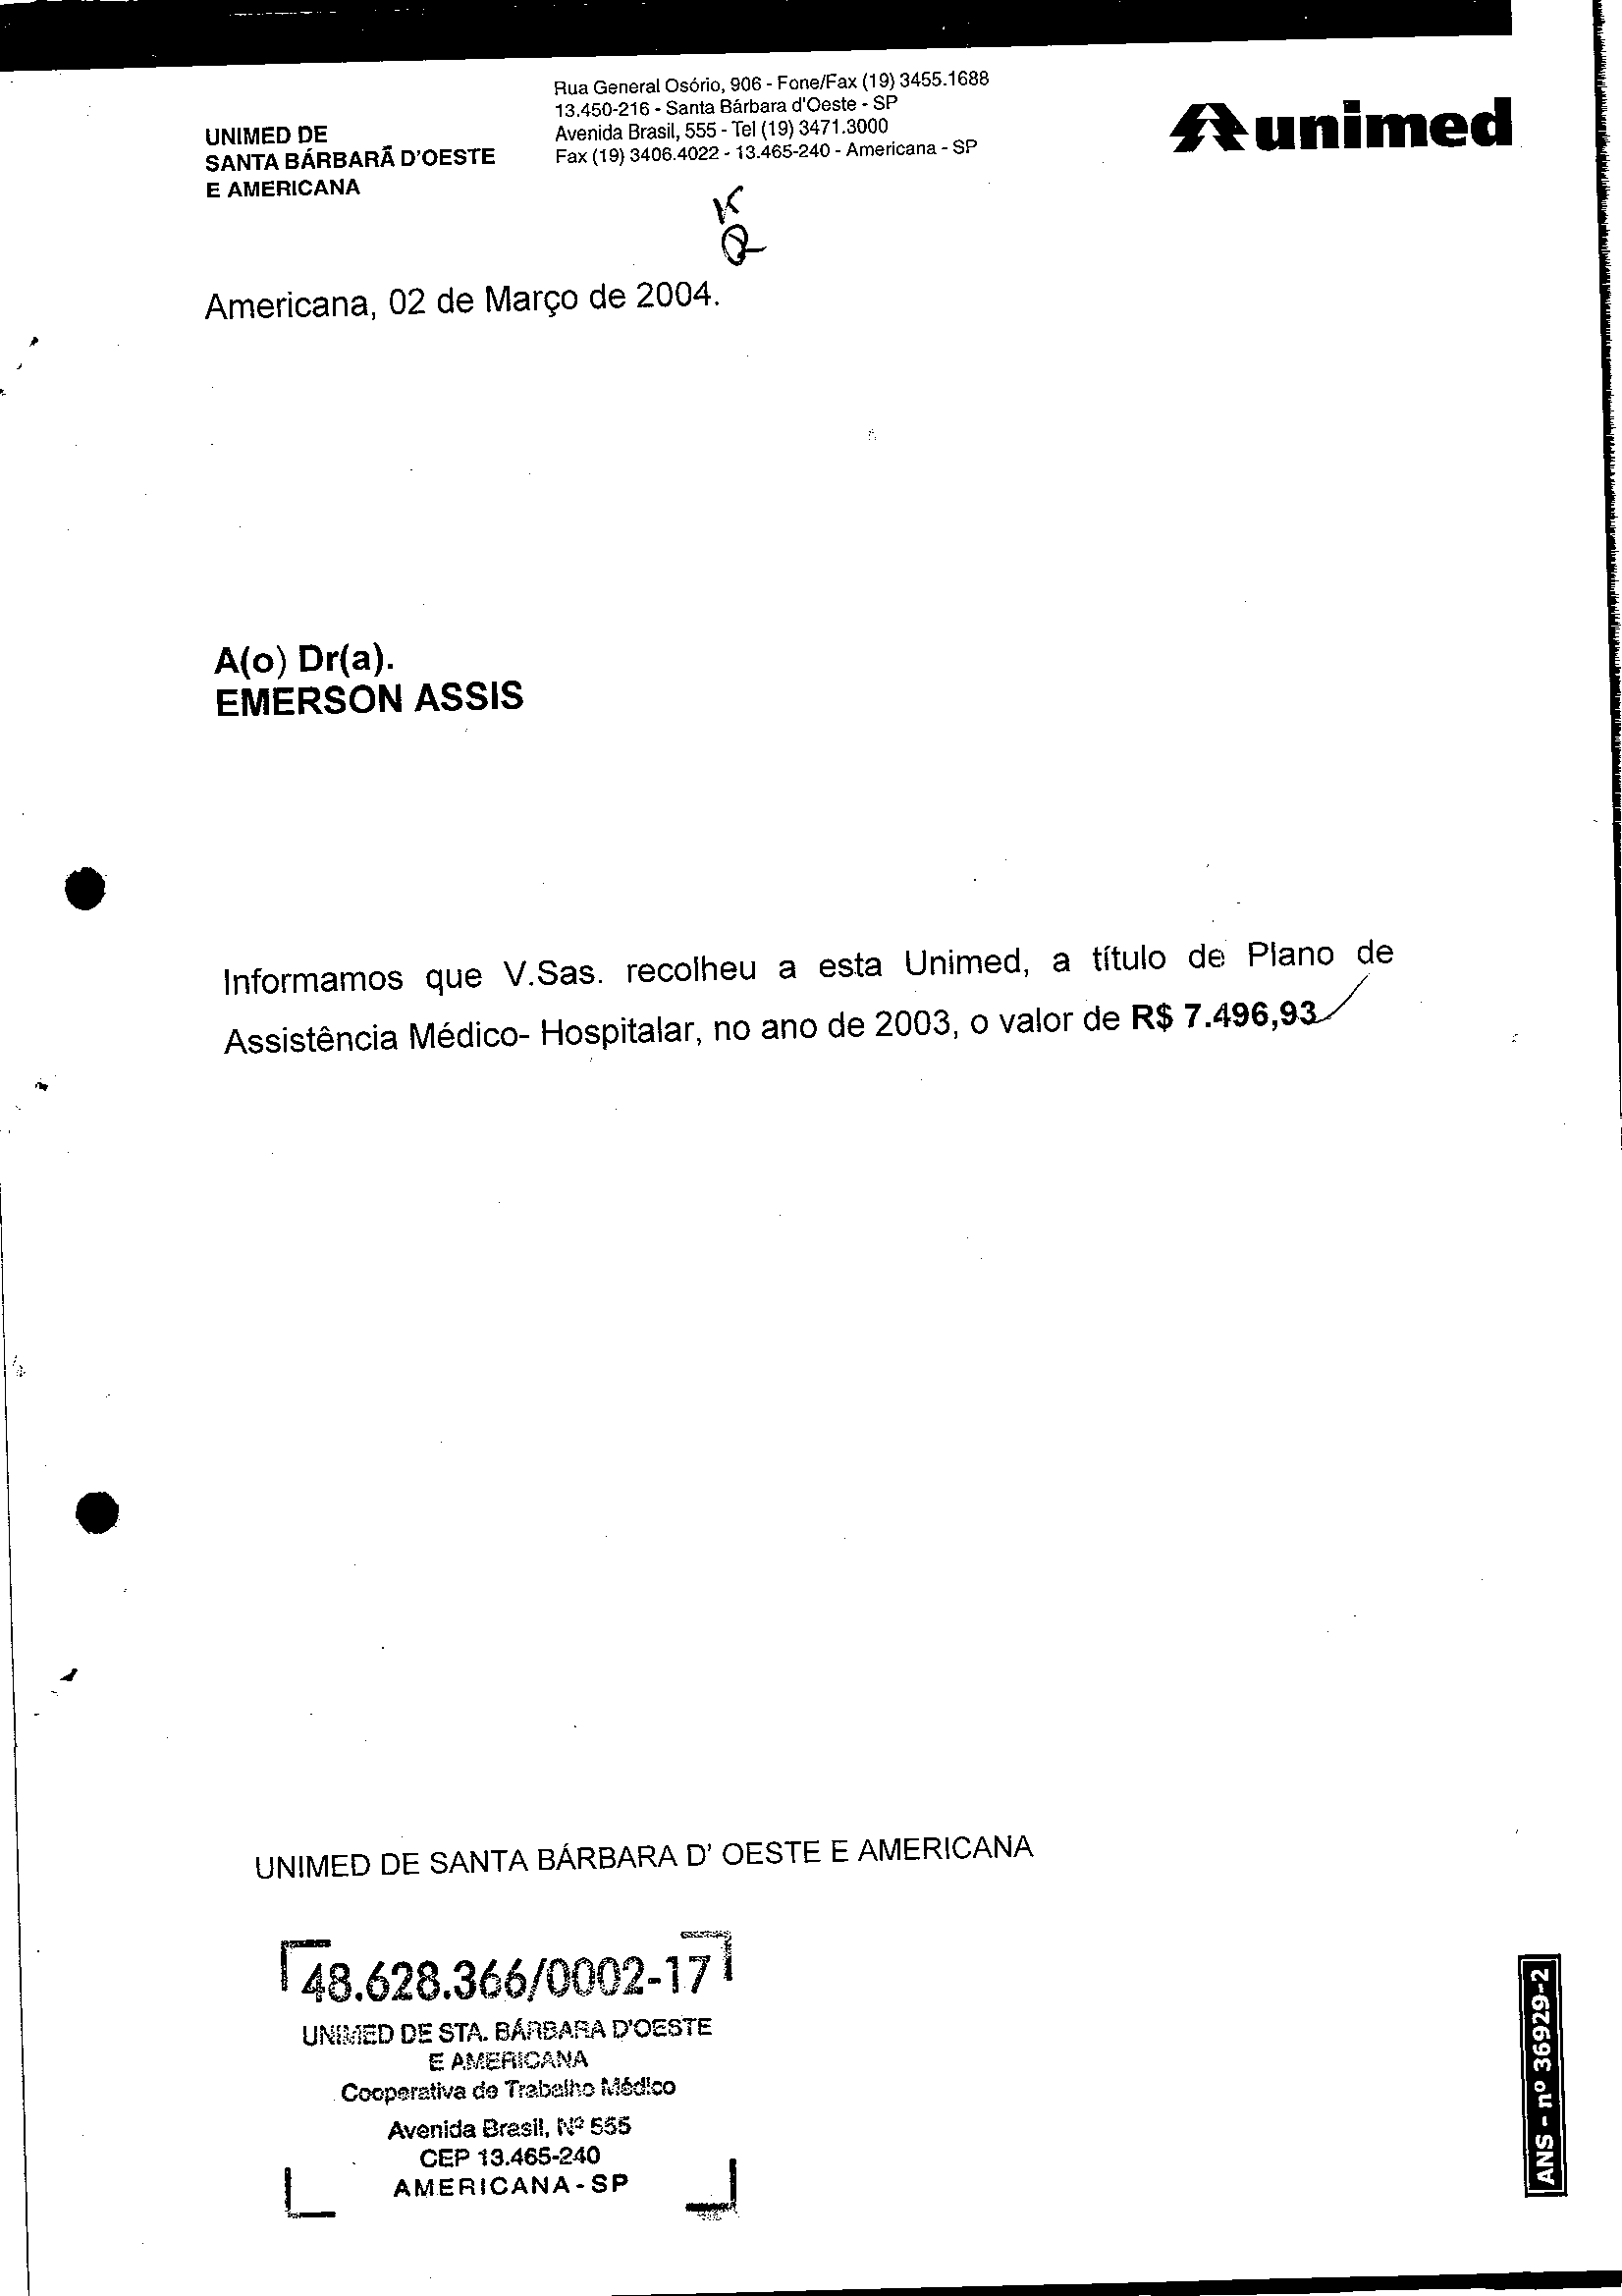 UNIMED DE
SANTA BÁRBARÃ D'OESTE
E AMERICANA
Rua General Osório, 906 - Fone/Fax (19) 3455.1688
13.450-216 - Santa Bárbara d'Oeste - SP
Avenida Brasil, 555 - Tel (19) 3471.3000
Fax (19) 3406.4022 - 13.465-240 - Americana - SP
unimed
Americana, 02 de Março de 2004.
A(o) Dr(a).
EMERSON ASSIS
Informamos que V.Sas. recolheu a esta Unimed, a título de Plano de
Assistência Médico- Hospitalar, no ano de 2003, o valor de R$ 7.496,93
UNIMED DE SANTA BÁRBARA D' OESTE E AMERICANA
48.628.366/0002-17
UNIMED DE STA. BÁRBARA D'OESTE
E AMERICANA
Cooperativa de Trabalho Médico
Avenida Brasil, Nº 555
CEP 13.465-240
AMERICANA-SP
ANS - nº 36929-2